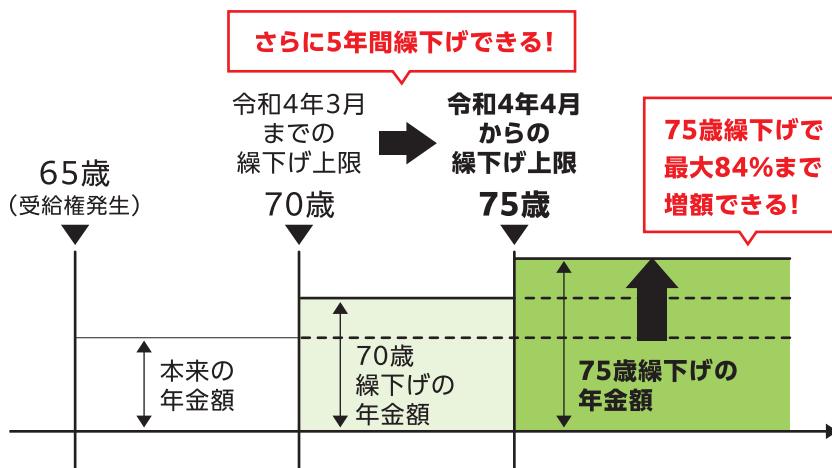 さらに5年間繰下げできる!
令和4年3月
までの
繰下げ上限
70歳
令和4年4月
からの
繰下げ上限
75歳
75歳繰下げで
最大84%まで
増額できる!
65歳
(受給権発生)
本来の
年金額
70歳
繰下げの
年金額
75歳繰下げの
年金額